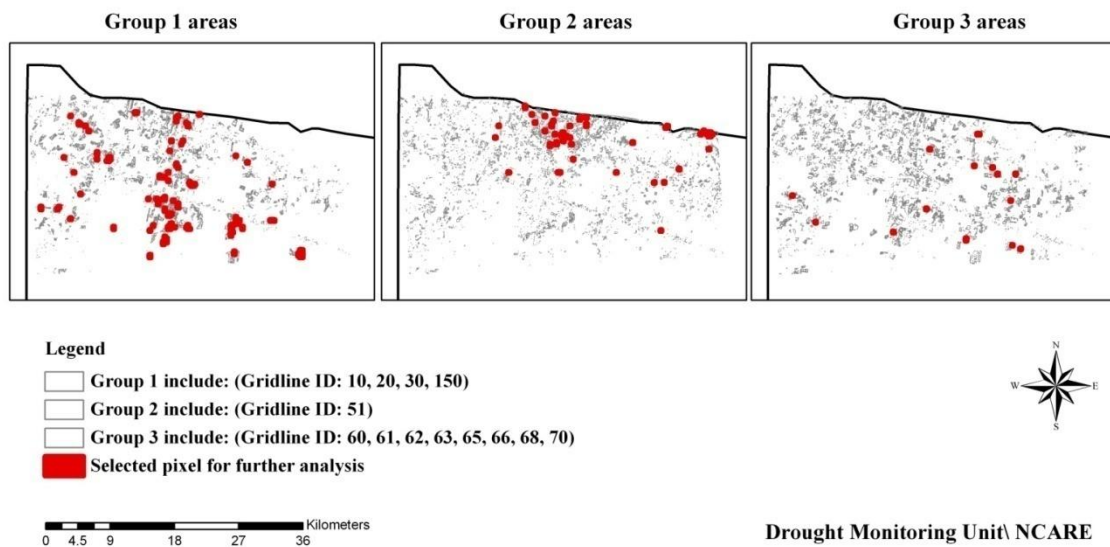 Group 1 areas
Group 2 areas
Group 3 areas
Legend
Group 1 include: (Gridline ID: 10, 20, 30, 150)
Group 2 include: (Gridline ID: 51)
Group 3 include: (Gridline ID: 60, 61, 62, 63, 65, 66, 68, 70)
Selected pixel for further analysis
N
W E
S
Kilometers
0 4.5 9 18 27 36
Drought Monitoring Unit\ NCARE